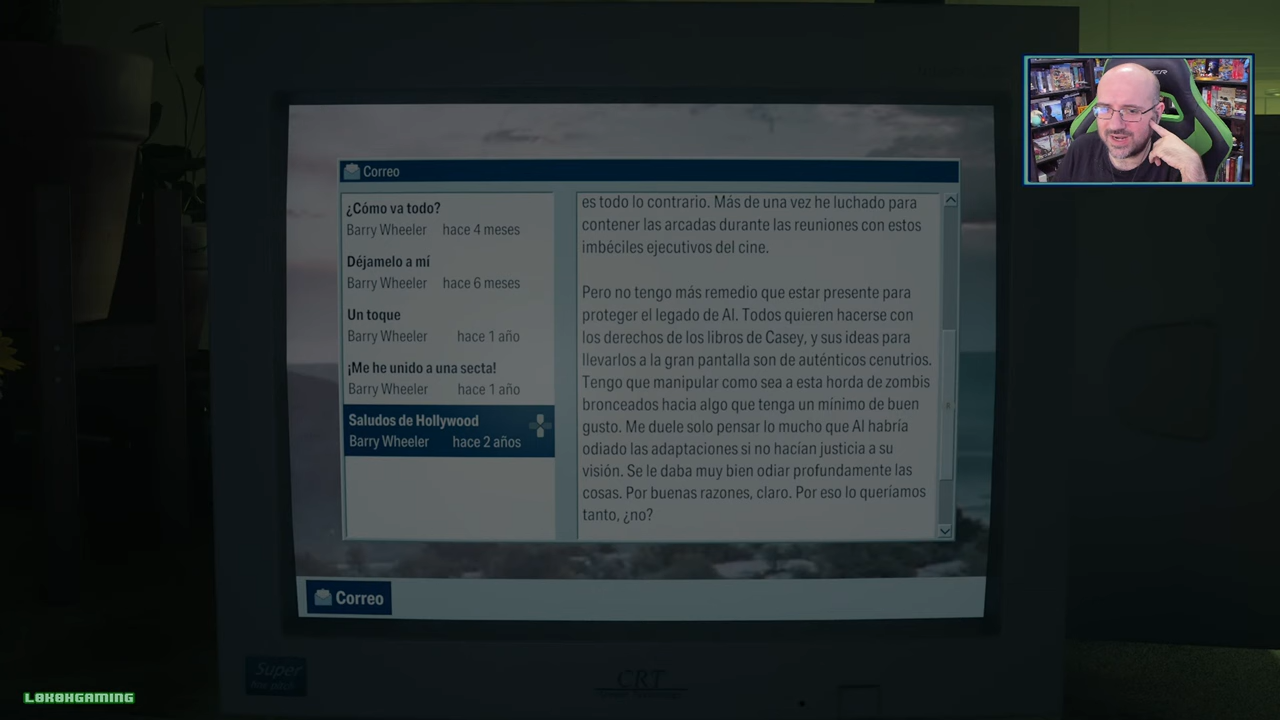 Correo
¿Cómo va todo?
Barry Wheeler hace 4 meses
Déjamelo a mí
Barry Wheeler hace 6 meses
Un toque
Barry Wheeler hace 1 año
¡Me he unido a una secta!
Barry Wheeler hace 1 año
Saludos de Hollywood
Barry Wheeler hace 2 años
es todo lo contrario. Más de una vez he luchado para
contener las arcadas durante las reuniones con estos
imbéciles ejecutivos del cine.
Pero no tengo más remedio que estar presente para
proteger el legado de Al. Todos quieren hacerse con
los derechos de los libros de Casey, y sus ideas para
llevarlos a la gran pantalla son de auténticos cenutrios.
Tengo que manipular como sea a esta horda de zombis
bronceados hacia algo que tenga un mínimo de buen
gusto. Me duele solo pensar lo mucho que Al habría
odiado las adaptaciones si no hacían justicia a su
visión. Se le daba muy bien odiar profundamente las
cosas. Por buenas razones, claro. Por eso lo queríamos
tanto, ¿no?
Correo
Super
CRT
L0K0XGAMING